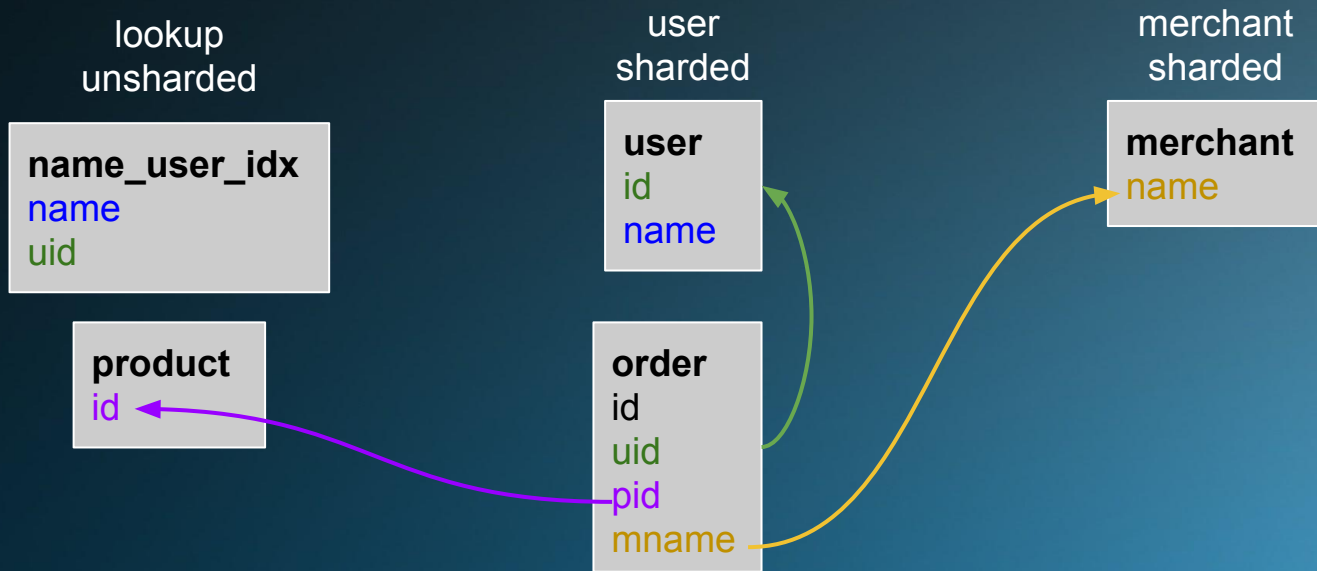 lookup
unsharded
name_user_idx
name
uid
product
id
user
sharded
user
id
name
order
id
uid
pid
mname
merchant
sharded
merchant
name